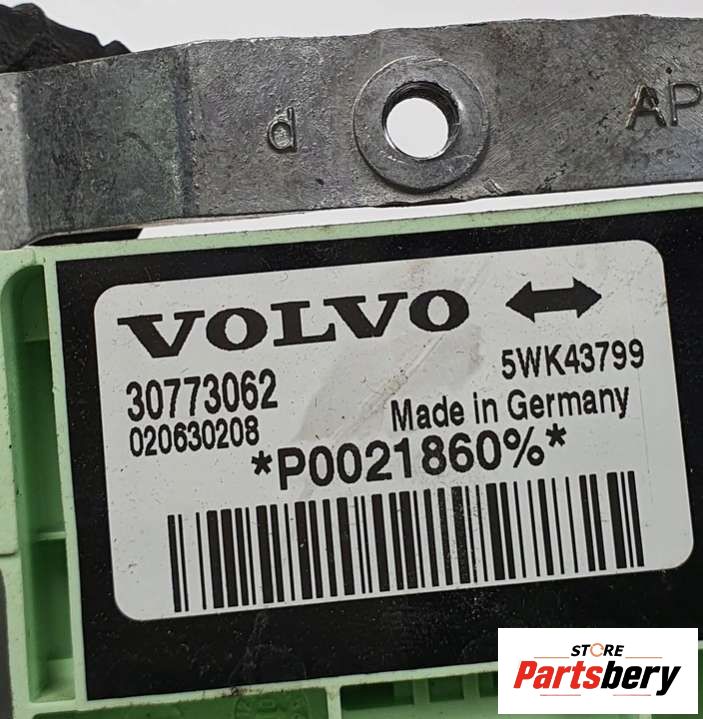 d AP
VOLVO
30773062 5WK43799
020630208 Made in Germany
*P0021860%*
STORE
Partsbery